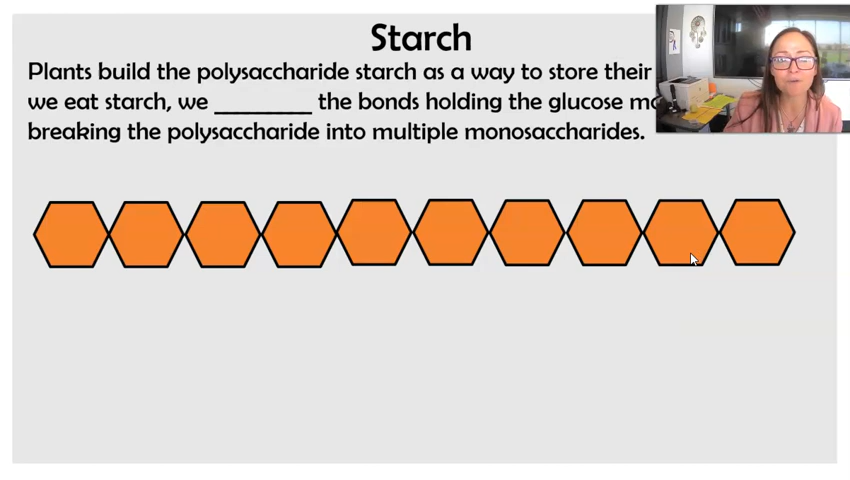 Starch
Plants build the polysaccharide starch as a way to store their
we eat starch, we ________ the bonds holding the glucose
breaking the polysaccharide into multiple monosaccharides.